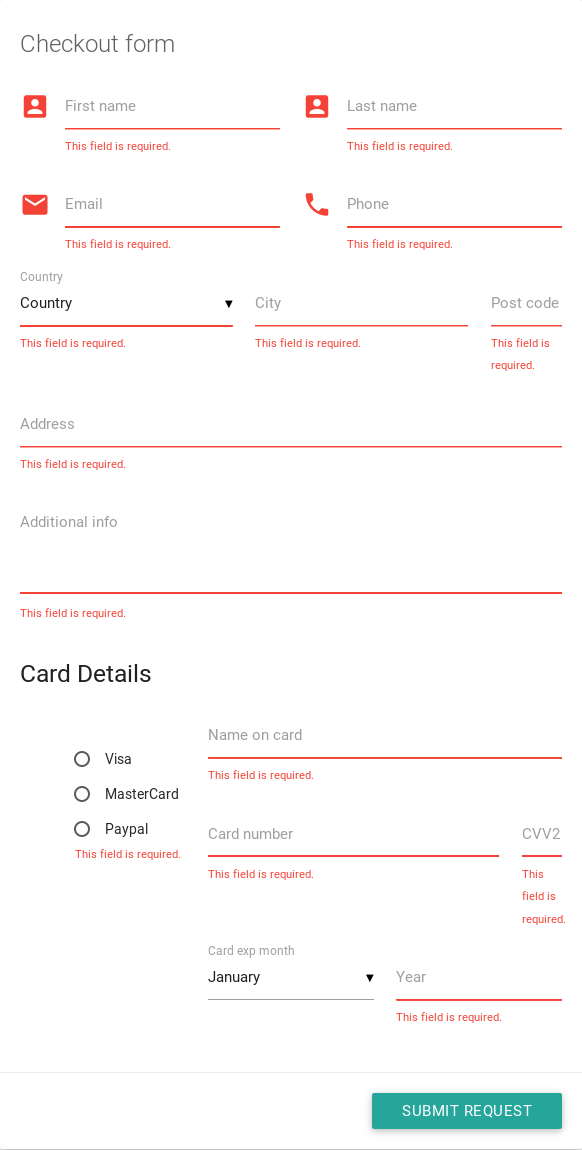 Checkout form
First name
Last name
This field is required.
This field is required.
Email
Phone
This field is required.
This field is required.
Country
Country
City
Post code
This field is required.
This field is required.
This field is
required.
Address
This field is required.
Additional info
This field is required.
Card Details
Visa
MasterCard
Paypal
This field is required.
Name on card
This field is required.
Card number
CVV2
This field is required.
This
field is
required.
Card exp month
January
Year
This field is required.
SUBMIT REQUEST